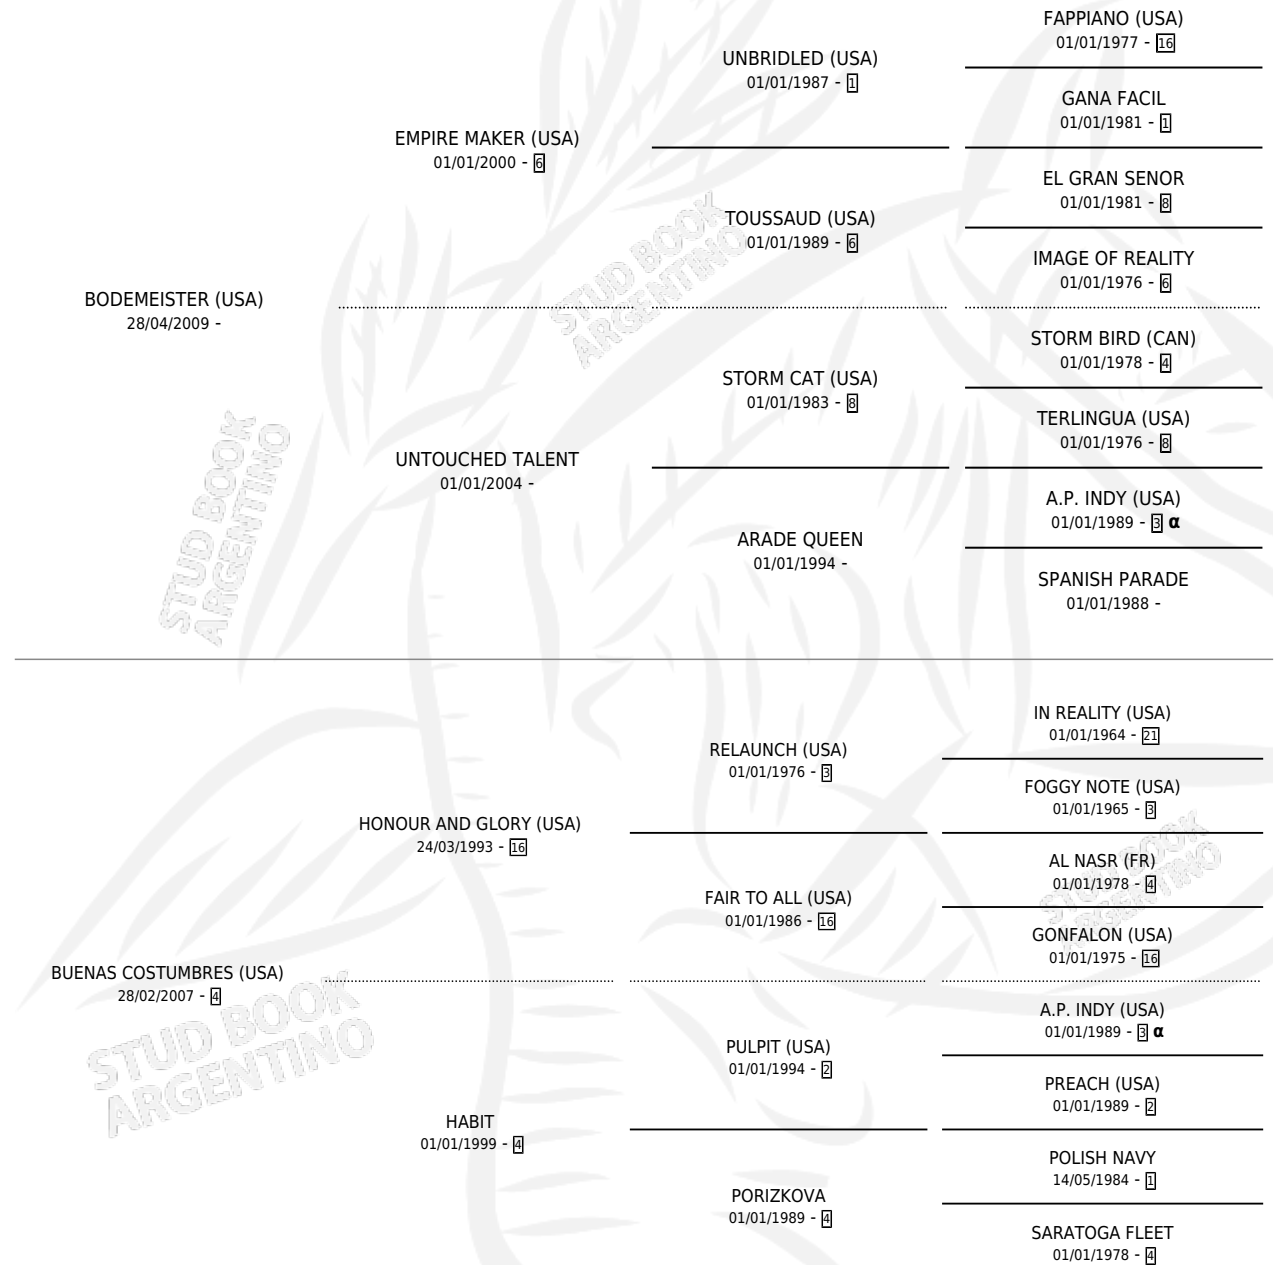 FAPPIANO (USA)
01/01/1977 - 16
UNBRIDLED (USA)
01/01/1987 - 1
GANA FACIL
01/01/1981 - 1
EMPIRE MAKER (USA)
01/01/2000 - 6
EL GRAN SENOR
01/01/1981 - 8
TOUSSAUD (USA)
01/01/1989 - 6
IMAGE OF REALITY
01/01/1976 - 6
STUD BOOK
ARGENTINO
BODEMEISTER (USA)
28/04/2009 -
STORM BIRD (CAN)
01/01/1978 - 4
STORM CAT (USA)
01/01/1983 - 8
TERLINGUA (USA)
01/01/1976 - 8
UNTOUCHED TALENT
01/01/2004 -
A.P. INDY (USA)
01/01/1989 - 3 α
ARADE QUEEN
01/01/1994 -
SPANISH PARADE
01/01/1988 -
STUD BOOK
ARGENTINO
IN REALITY (USA)
01/01/1964 - 21
RELAUNCH (USA)
01/01/1976 - 3
FOGGY NOTE (USA)
01/01/1965 - 3
HONOUR AND GLORY (USA)
24/03/1993 - 16
AL NASR (FR)
01/01/1978 - 4
FAIR TO ALL (USA)
01/01/1986 - 16
GONFALON (USA)
01/01/1975 - 16
STUD BOOK
ARGENTINO
BUENAS COSTUMBRES (USA)
28/02/2007 - 4
A.P. INDY (USA)
01/01/1989 - 3 α
PULPIT (USA)
01/01/1994 - 2
PREACH (USA)
01/01/1989 - 2
STUD BOOK
ARGENTINO
HABIT
01/01/1999 - 4
POLISH NAVY
14/05/1984 - 1
PORIZKOVA
01/01/1989 - 4
SARATOGA FLEET
01/01/1978 - 4